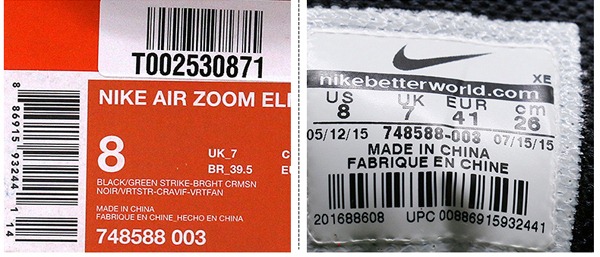 T002530871
NIKE AIR ZOOM
8
UK_7
BR_39.5
BLACK/GREEN STRIKE-BRGHT CRMSN
NOIR/VRTSTR-CRAVIF-VRTFAN
MADE IN CHINA
FABRIQUE EN CHINE_HECHO EN CHINA
748588 003
8 86915 93244 1 14
XE
nikebetterworld.com
US UK EUR cm
8 7 41 26
05/12/15 748588-003 07/15/15
MADE IN CHINA
FABRIQUE EN CHINE
201688608 UPC 00886915932441